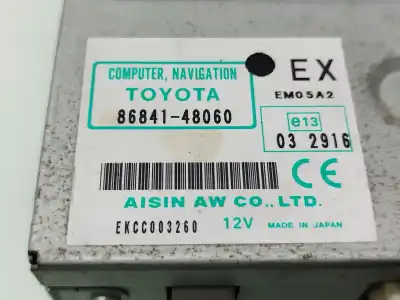 COMPUTER, NAVIGATION
TOYOTA
86841-48060
EX
EM05A2
e13
03 2916
CE
AISIN AW CO., LTD.
EKCC003260
12V
MADE IN JAPAN